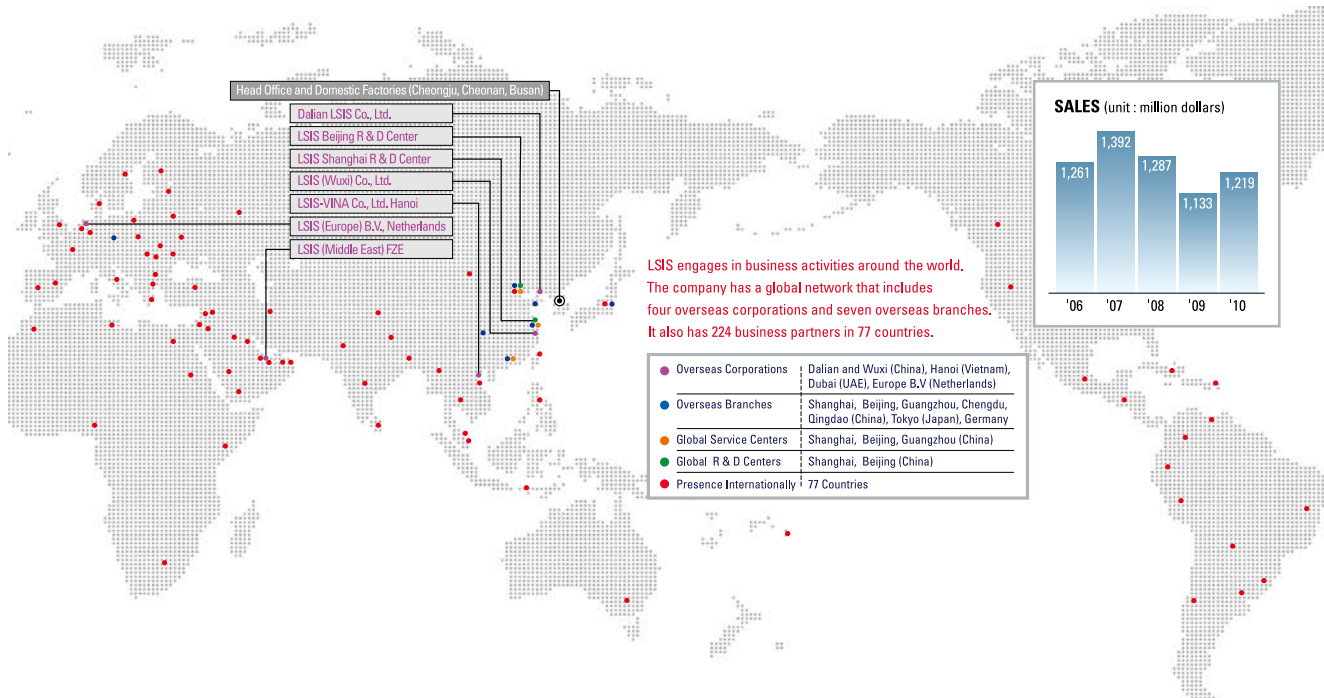 Head Office and Domestic Factories (Cheongju, Cheonan, Busan)
Dalian LSIS Co., Ltd.
LSIS Beijing R & D Center
LSIS Shanghai R & D Center
LSIS (Wuxi) Co., Ltd.
LSIS-VINA Co., Ltd. Hanoi
LSIS (Europe) B.V., Netherlands
LSIS (Middle East) FZE
SALES (unit : million dollars)
1,261
1,392
1,287
1,133
1,219
'06
'07
'08
'09
'10
LSIS engages in business activities around the world.
The company has a global network that includes
four overseas corporations and seven overseas branches.
It also has 224 business partners in 77 countries.
Overseas Corporations
Dalian and Wuxi (China), Hanoi (Vietnam),
Dubai (UAE), Europe B.V (Netherlands)
Overseas Branches
Shanghai, Beijing, Guangzhou, Chengdu,
Qingdao (China), Tokyo (Japan), Germany
Global Service Centers
Shanghai, Beijing, Guangzhou (China)
Global R & D Centers
Shanghai, Beijing (China)
Presence Internationally
77 Countries